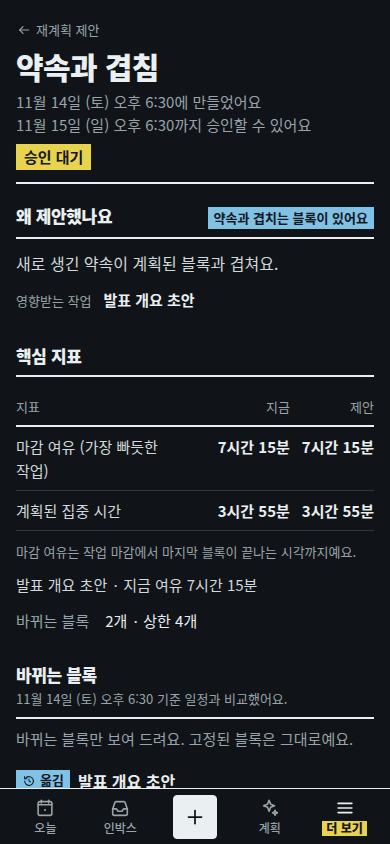 ← 재계획 제안
약속과 겹침
11월 14일 (토) 오후 6:30에 만들었어요
11월 15일 (일) 오후 6:30까지 승인할 수 있어요
승인 대기
왜 제안했나요 약속과 겹치는 블록이 있어요
새로 생긴 약속이 계획된 블록과 겹쳐요.
영향받는 작업 발표 개요 초안
핵심 지표
지표 지금 제안
마감 여유 (가장 빠듯한 7시간 15분 7시간 15분
작업)
계획된 집중 시간 3시간 55분 3시간 55분
마감 여유는 작업 마감에서 마지막 블록이 끝나는 시각까지예요.
발표 개요 초안 · 지금 여유 7시간 15분
바뀌는 블록 2개 · 상한 4개
바뀌는 블록
11월 14일 (토) 오후 6:30 기준 일정과 비교했어요.
바뀌는 블록만 보여 드려요. 고정된 블록은 그대로예요.
옮김 발표 개요 초안
오늘 인박스 + 계획 더 보기